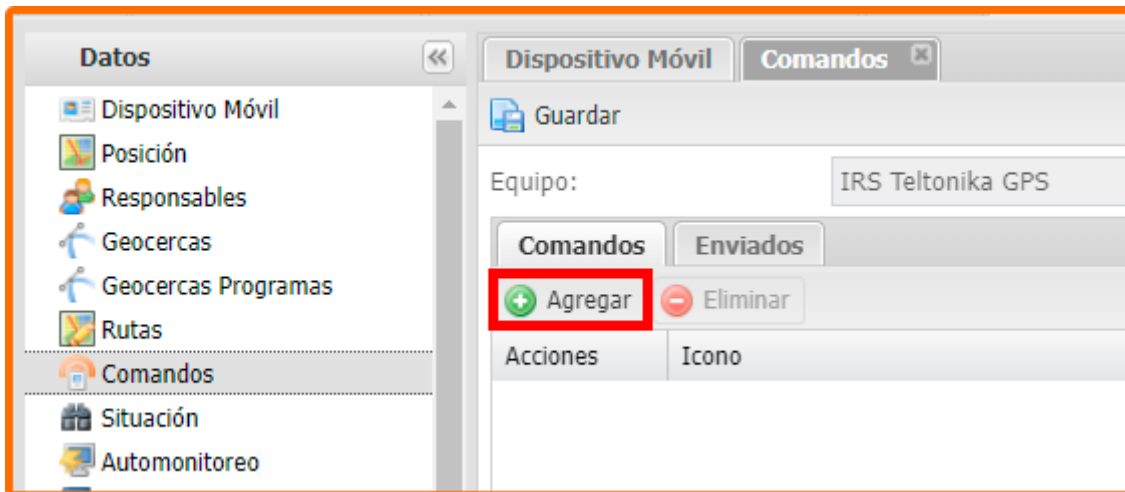 Datos
Dispositivo Móvil
Posición
Responsables
Geocercas
Geocercas Programas
Rutas
Comandos
Situación
Automonitoreo
Dispositivo Móvil Comandos
Guardar
Equipo: IRS Teltonika GPS
Comandos Enviados
Agregar Eliminar
Acciones Icono